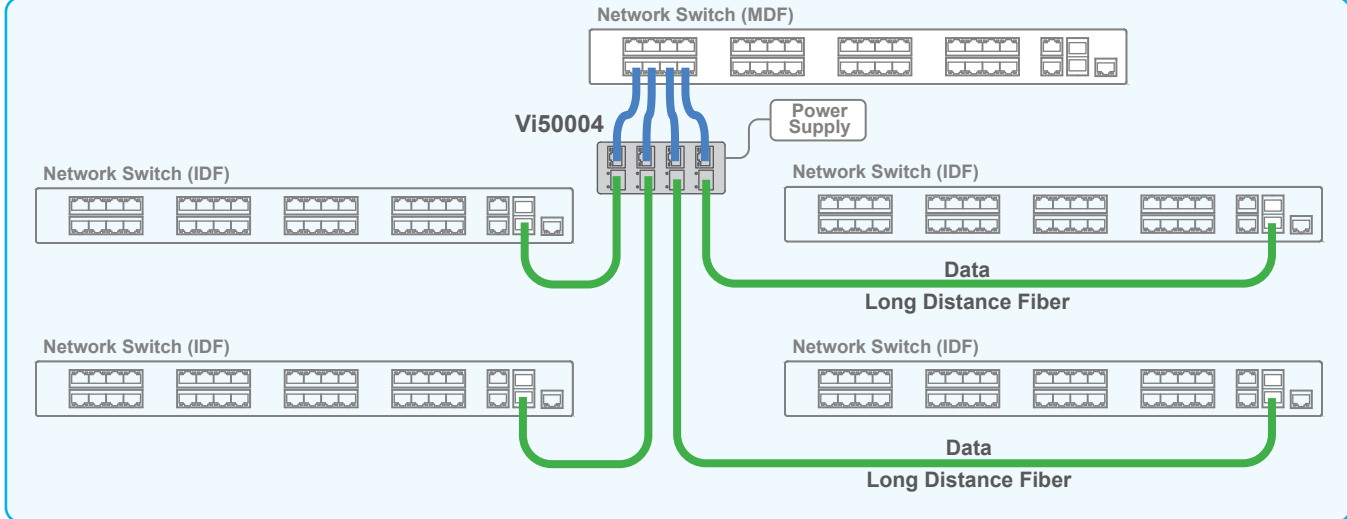 Network Switch (MDF)
Power
Supply
Vi50004
Network Switch (IDF)
Network Switch (IDF)
Data
Long Distance Fiber
Network Switch (IDF)
Network Switch (IDF)
Data
Long Distance Fiber